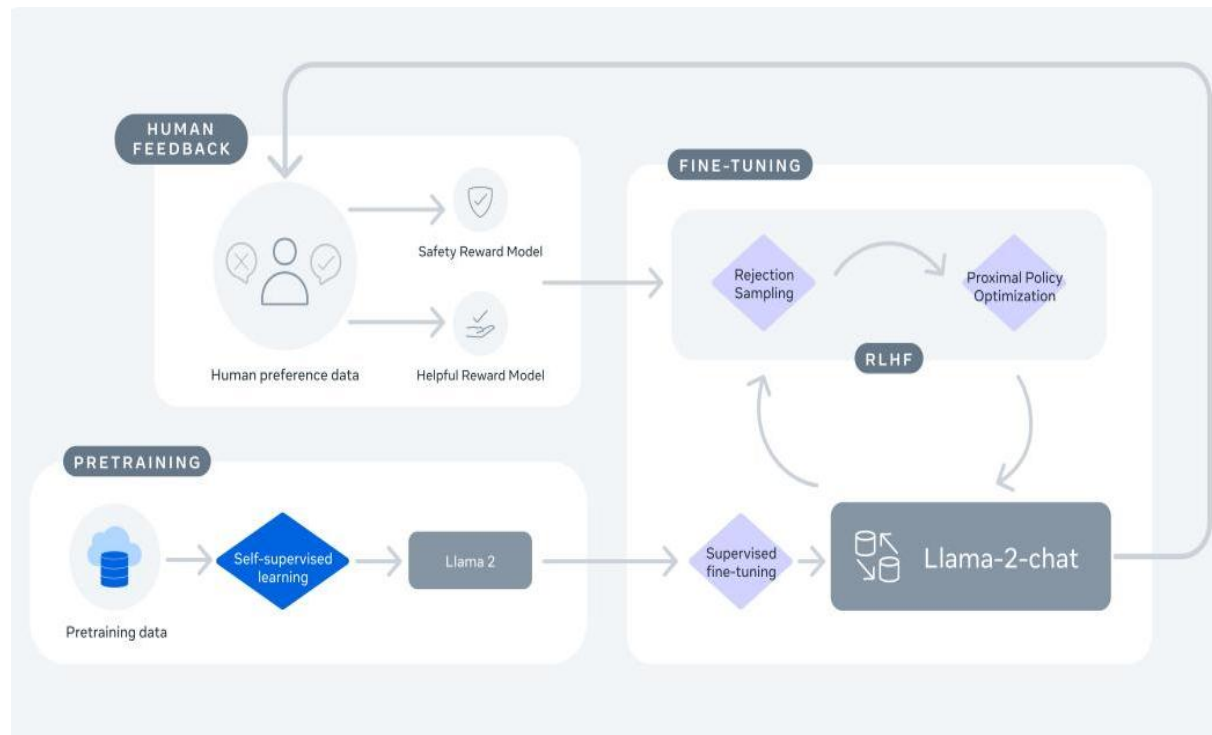 HUMAN
FEEDBACK
Safety Reward Model
Human preference data
Helpful Reward Model
FINE-TUNING
Rejection
Sampling
Proximal Policy
Optimization
RLHF
PRETRAINING
Pretraining data
Self-supervised
learning
Llama 2
Supervised
fine-tuning
Llama-2-chat